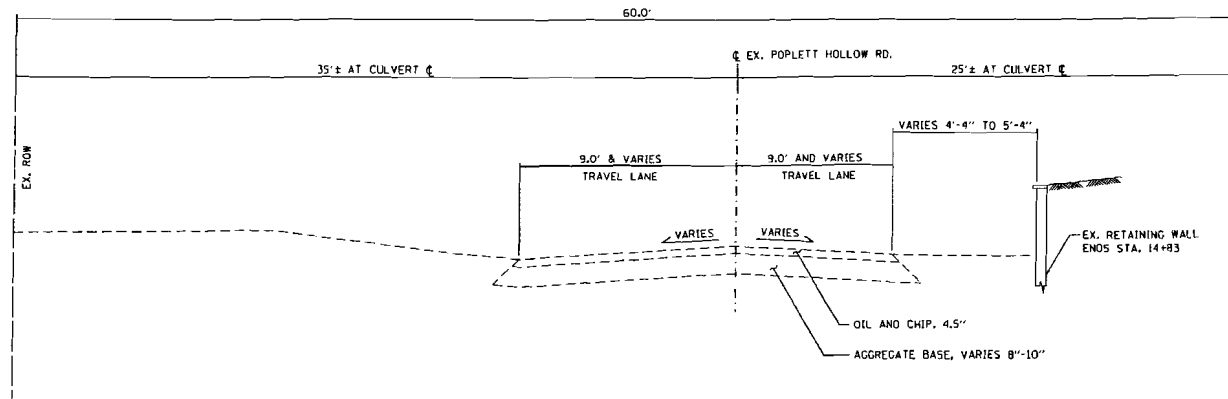 60.0'
℄ EX. POPLETT HOLLOW RD.
35'± AT CULVERT ℄
25'± AT CULVERT ℄
VARIES 4'-4" TO 5'-4"
EX. ROW
9.0' & VARIES
TRAVEL LANE
9.0' AND VARIES
TRAVEL LANE
VARIES
VARIES
EX. RETAINING WALL
ENDS STA. 14+83
OIL AND CHIP, 4.5"
AGGREGATE BASE, VARIES 8"-10"